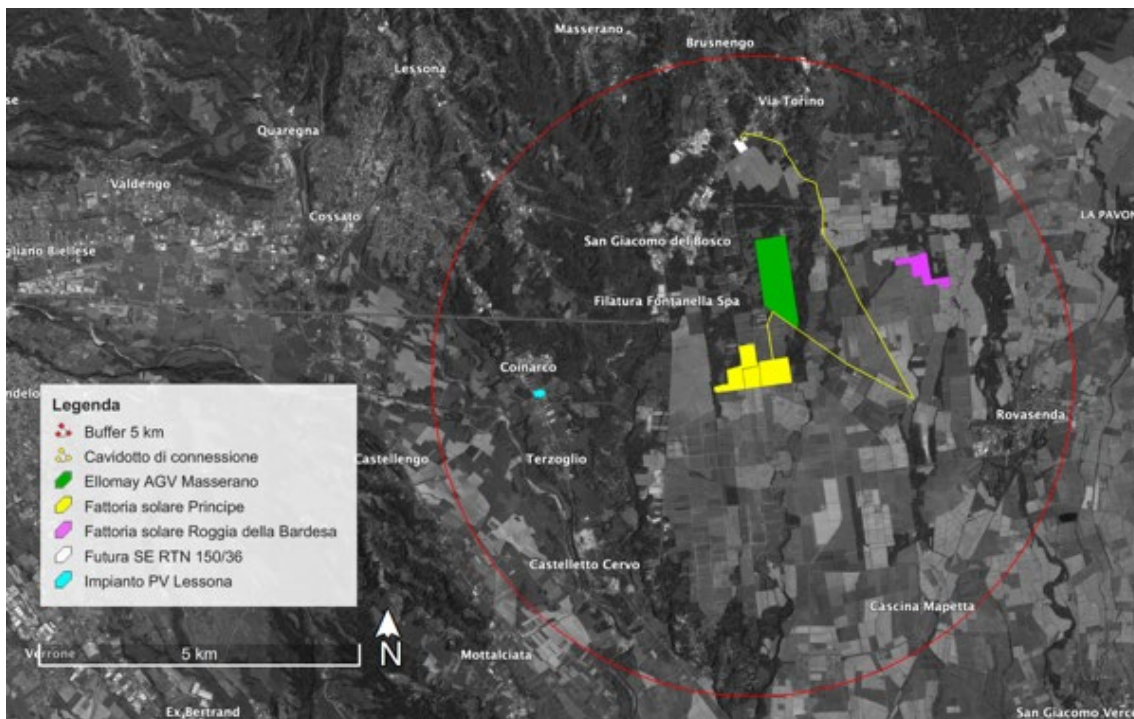 Masserano
Brusnengo
Lessona
Via Torino
Quaregna
Valdengo
Cossato
LA PAVON
San Giacomo del Bosco
gliano Biellese
Filatura Fontanella Spa
Coinarco
Legenda
Buffer 5 km
Cavidotto di connessione
Ellomay AGV Masserano
Fattoria solare Principe
Fattoria solare Roggia della Bardesa
Futura SE RTN 150/36
Impianto PV Lessona
Rovasenda
Castellengo
Terzoglio
Castelletto Cervo
Cascina Mapetta
N
5 km
Verrone
Mottalciata
Ex Bertrand
San Giacomo Verce